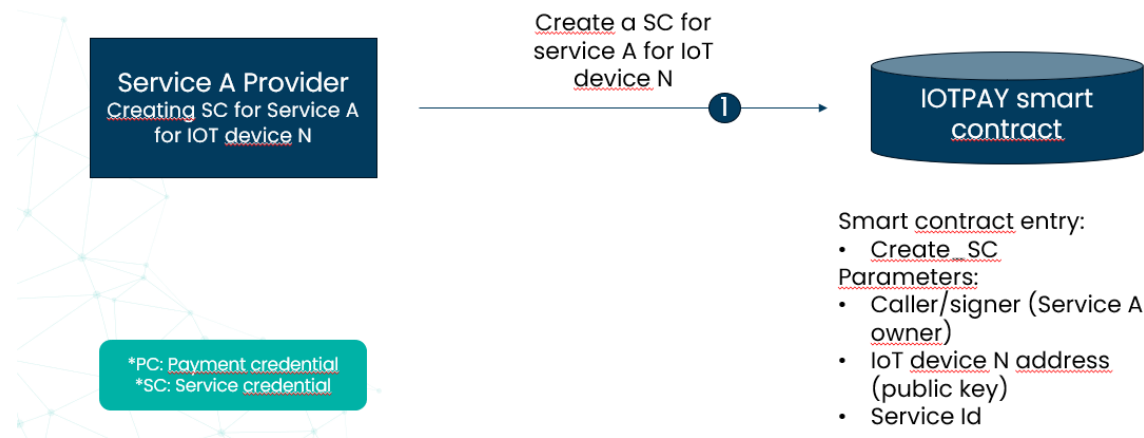 Create a SC for
service A for IoT
device N
Service A Provider
Creating SC for Service A
for IOT device N
1
IOTPAY smart
contract
Smart contract entry:
• Create_SC
Parameters:
• Caller/signer (Service A
owner)
• IoT device N address
(public key)
• Service Id
*PC: Payment credential
*SC: Service credential